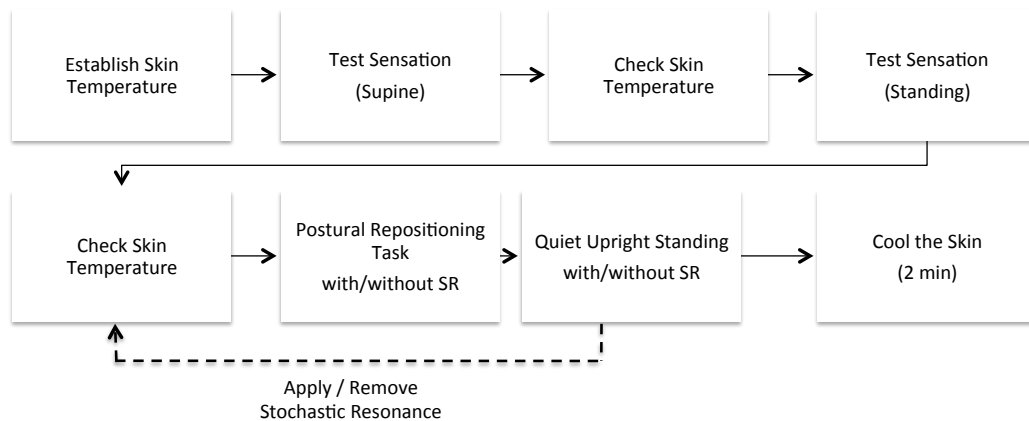 Establish Skin
Temperature
Test Sensation
(Supine)
Check Skin
Temperature
Test Sensation
(Standing)
Check Skin
Temperature
Postural Repositioning
Task
with/without SR
Quiet Upright Standing
with/without SR
Cool the Skin
(2 min)
Apply / Remove
Stochastic Resonance